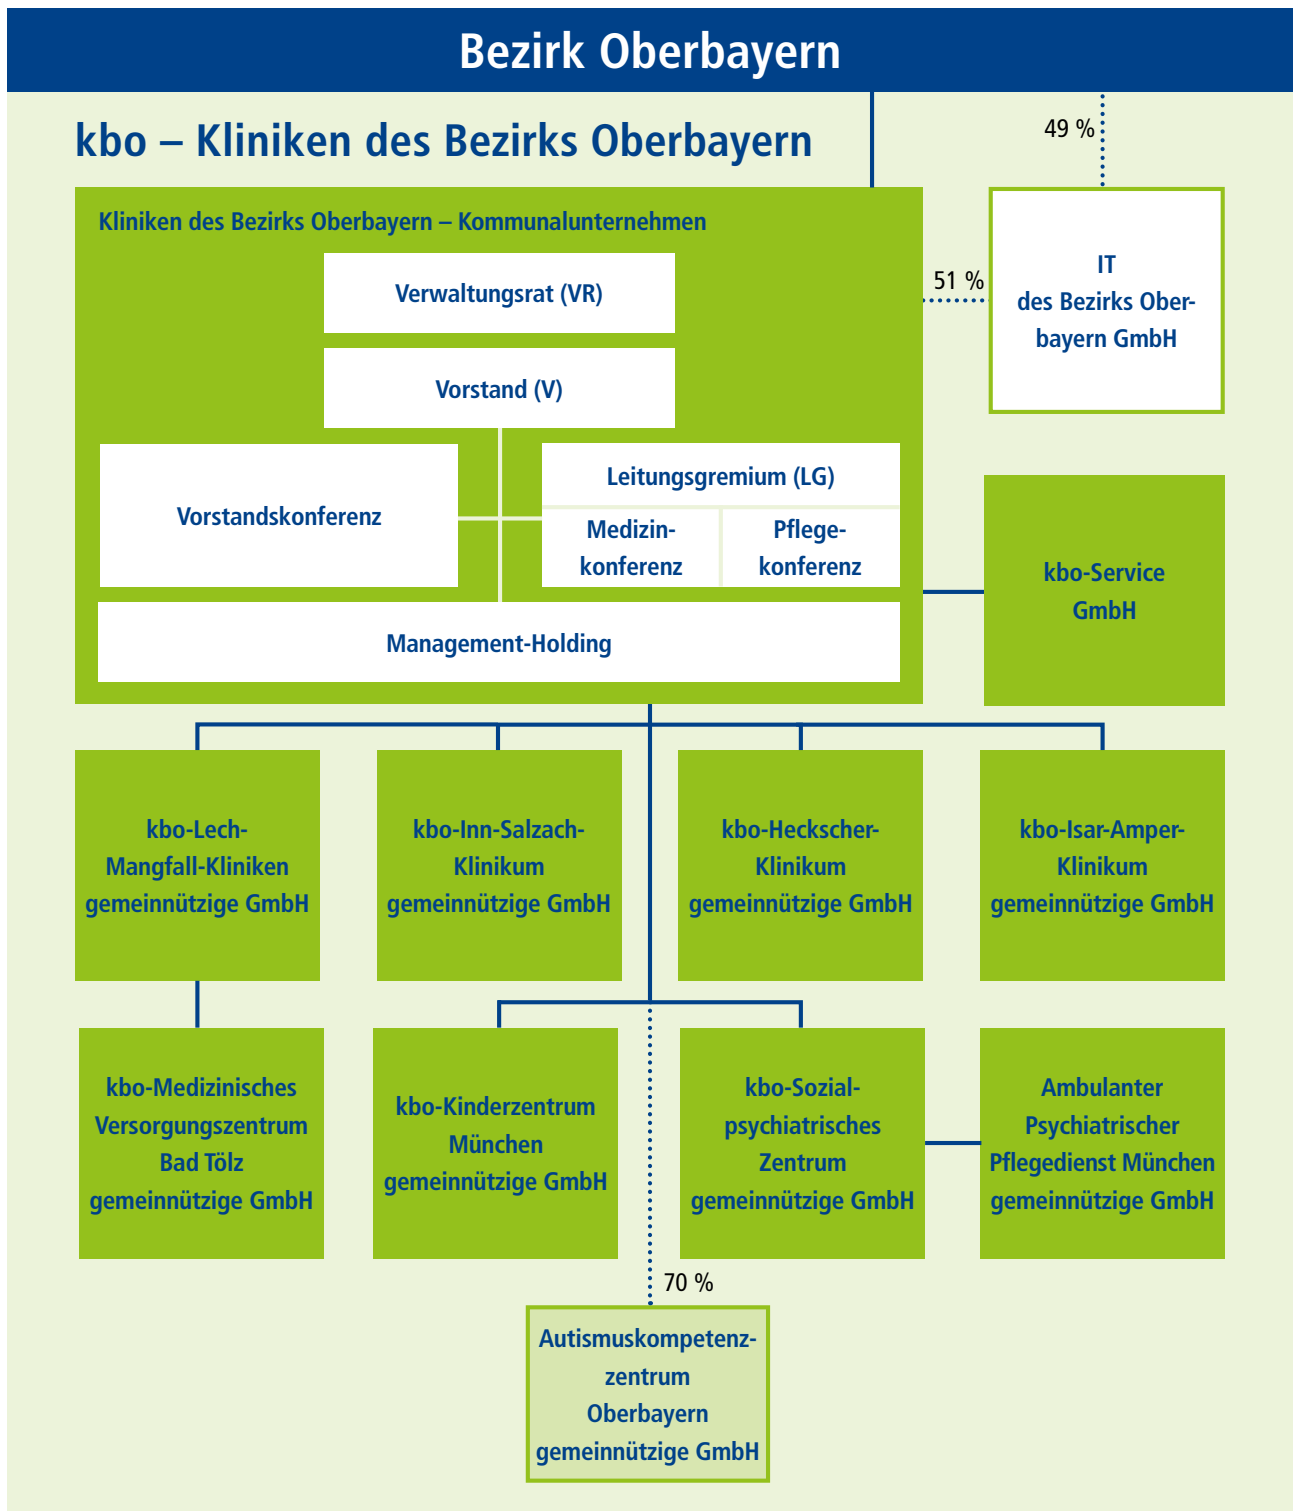 Bezirk Oberbayern
kbo – Kliniken des Bezirks Oberbayern
49 %
Kliniken des Bezirks Oberbayern – Kommunalunternehmen
Verwaltungsrat (VR)
51 %
IT
des Bezirks Ober-
bayern GmbH
Vorstand (V)
Vorstandskonferenz
Leitungsgremium (LG)
Medizin-
konferenz
Pflege-
konferenz
Management-Holding
kbo-Service
GmbH
kbo-Lech-
Mangfall-Kliniken
gemeinnützige GmbH
kbo-Inn-Salzach-
Klinikum
gemeinnützige GmbH
kbo-Heckscher-
Klinikum
gemeinnützige GmbH
kbo-Isar-Amper-
Klinikum
gemeinnützige GmbH
kbo-Medizinisches
Versorgungszentrum
Bad Tölz
gemeinnützige GmbH
kbo-Kinderzentrum
München
gemeinnützige GmbH
kbo-Sozial-
psychiatrisches
Zentrum
gemeinnützige GmbH
Ambulanter
Psychiatrischer
Pflegedienst München
gemeinnützige GmbH
70 %
Autismuskompetenz-
zentrum
Oberbayern
gemeinnützige GmbH